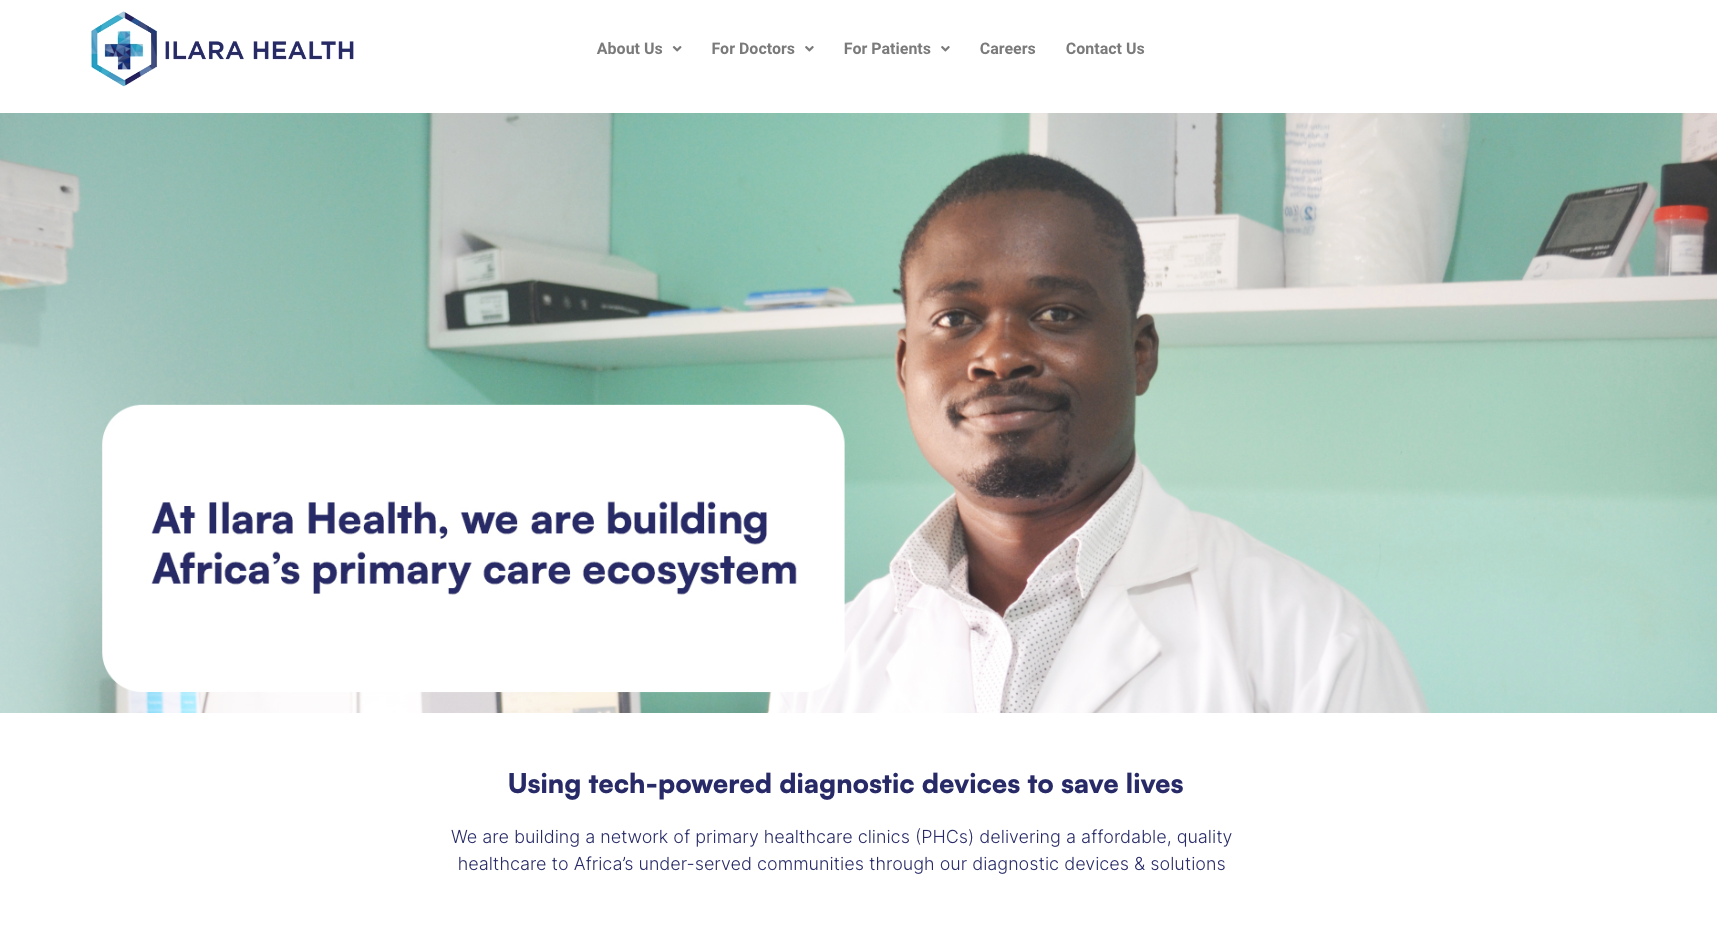 ILARA HEALTH
About Us
For Doctors
For Patients
Careers
Contact Us
At Ilara Health, we are building
Africa’s primary care ecosystem
Using tech-powered diagnostic devices to save lives
We are building a network of primary healthcare clinics (PHCs) delivering a affordable, quality
healthcare to Africa’s under-served communities through our diagnostic devices & solutions